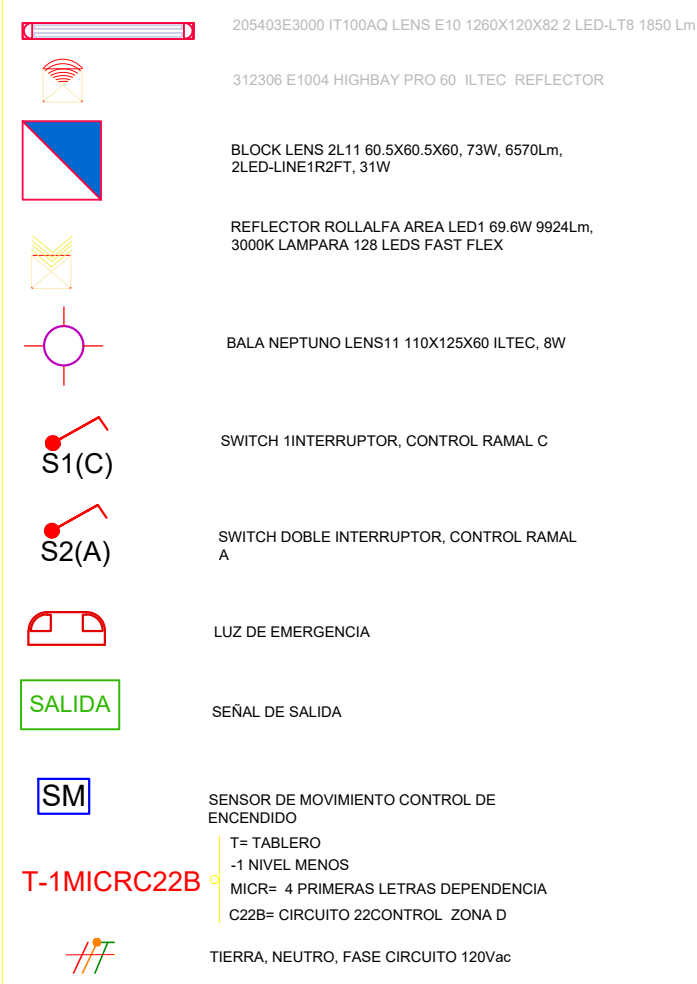 205403E3000 IT100AQ LENS E10 1260X120X82 2 LED-LT8 1850 Lm
312306 E1004 HIGHBAY PRO 60 ILTEC REFLECTOR
BLOCK LENS 2L11 60.5X60.5X60, 73W, 6570Lm,
2LED-LINE1R2FT, 31W
REFLECTOR ROLLALFA AREA LED1 69.6W 9924Lm,
3000K LAMPARA 128 LEDS FAST FLEX
BALA NEPTUNO LENS11 110X125X60 ILTEC, 8W
S1(C)
SWITCH 1INTERRUPTOR, CONTROL RAMAL C
S2(A)
SWITCH DOBLE INTERRUPTOR, CONTROL RAMAL
A
LUZ DE EMERGENCIA
SALIDA
SEÑAL DE SALIDA
SM
SENSOR DE MOVIMIENTO CONTROL DE
ENCENDIDO
T-1MICRC22B
T= TABLERO
-1 NIVEL MENOS
MICR= 4 PRIMERAS LETRAS DEPENDENCIA
C22B= CIRCUITO 22CONTROL ZONA D
TIERRA, NEUTRO, FASE CIRCUITO 120Vac